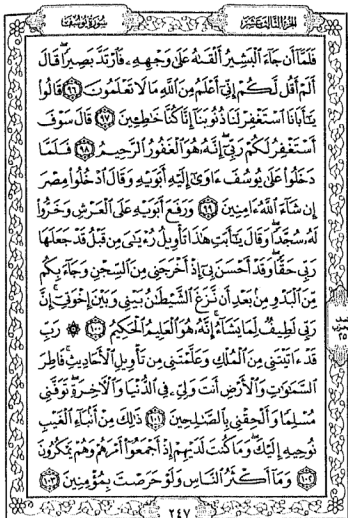 الجزء الثالث عشر
سورة يوسف
فَلَمَّآ أَن جَآءَ ٱلْبَشِيرُ أَلْقَىٰهُ عَلَىٰ وَجْهِهِۦ فَٱرْتَدَّ بَصِيرًا ۖ قَالَ
أَلَمْ أَقُل لَّكُمْ إِنِّىٓ أَعْلَمُ مِنَ ٱللَّهِ مَا لَا تَعْلَمُونَ ٩٦ قَالُوا۟
يَٰٓأَبَانَا ٱسْتَغْفِرْ لَنَا ذُنُوبَنَآ إِنَّا كُنَّا خَٰطِـِٔينَ ٩٧ قَالَ سَوْفَ
أَسْتَغْفِرُ لَكُمْ رَبِّىٓ ۖ إِنَّهُۥ هُوَ ٱلْغَفُورُ ٱلرَّحِيمُ ٩٨ فَلَمَّا
دَخَلُوا۟ عَلَىٰ يُوسُفَ ءَاوَىٰٓ إِلَيْهِ أَبَوَيْهِ وَقَالَ ٱدْخُلُوا۟ مِصْرَ
إِن شَآءَ ٱللَّهُ ءَامِنِينَ ٩٩ وَرَفَعَ أَبَوَيْهِ عَلَى ٱلْعَرْشِ وَخَرُّوا۟
لَهُۥ سُجَّدًا ۖ وَقَالَ يَٰٓأَبَتِ هَٰذَا تَأْوِيلُ رُءْيَٰىَ مِن قَبْلُ قَدْ جَعَلَهَا
رَبِّى حَقًّا ۖ وَقَدْ أَحْسَنَ بِىٓ إِذْ أَخْرَجَنِى مِنَ ٱلسِّجْنِ وَجَآءَ بِكُم
مِّنَ ٱلْبَدْوِ مِنۢ بَعْدِ أَن نَّزَغَ ٱلشَّيْطَٰنُ بَيْنِى وَبَيْنَ إِخْوَتِىٓ ۚ إِنَّ
رَبِّى لَطِيفٌ لِّمَا يَشَآءُ ۚ إِنَّهُۥ هُوَ ٱلْعَلِيمُ ٱلْحَكِيمُ ١٠٠ ۞ رَبِّ
قَدْ ءَاتَيْتَنِى مِنَ ٱلْمُلْكِ وَعَلَّمْتَنِى مِن تَأْوِيلِ ٱلْأَحَادِيثِ ۚ فَاطِرَ
ٱلسَّمَٰوَٰتِ وَٱلْأَرْضِ أَنتَ وَلِىِّۦ فِى ٱلدُّنْيَا وَٱلْـَٔاخِرَةِ ۖ تَوَفَّنِى
مُسْلِمًا وَأَلْحِقْنِى بِٱلصَّٰلِحِينَ ١٠١ ذَٰلِكَ مِنْ أَنۢبَآءِ ٱلْغَيْبِ
نُوحِيهِ إِلَيْكَ ۖ وَمَا كُنتَ لَدَيْهِمْ إِذْ أَجْمَعُوٓا۟ أَمْرَهُمْ وَهُمْ يَمْكُرُونَ
١٠٢ وَمَآ أَكْثَرُ ٱلنَّاسِ وَلَوْ حَرَصْتَ بِمُؤْمِنِينَ ١٠٣
٢٥
٢٤٧